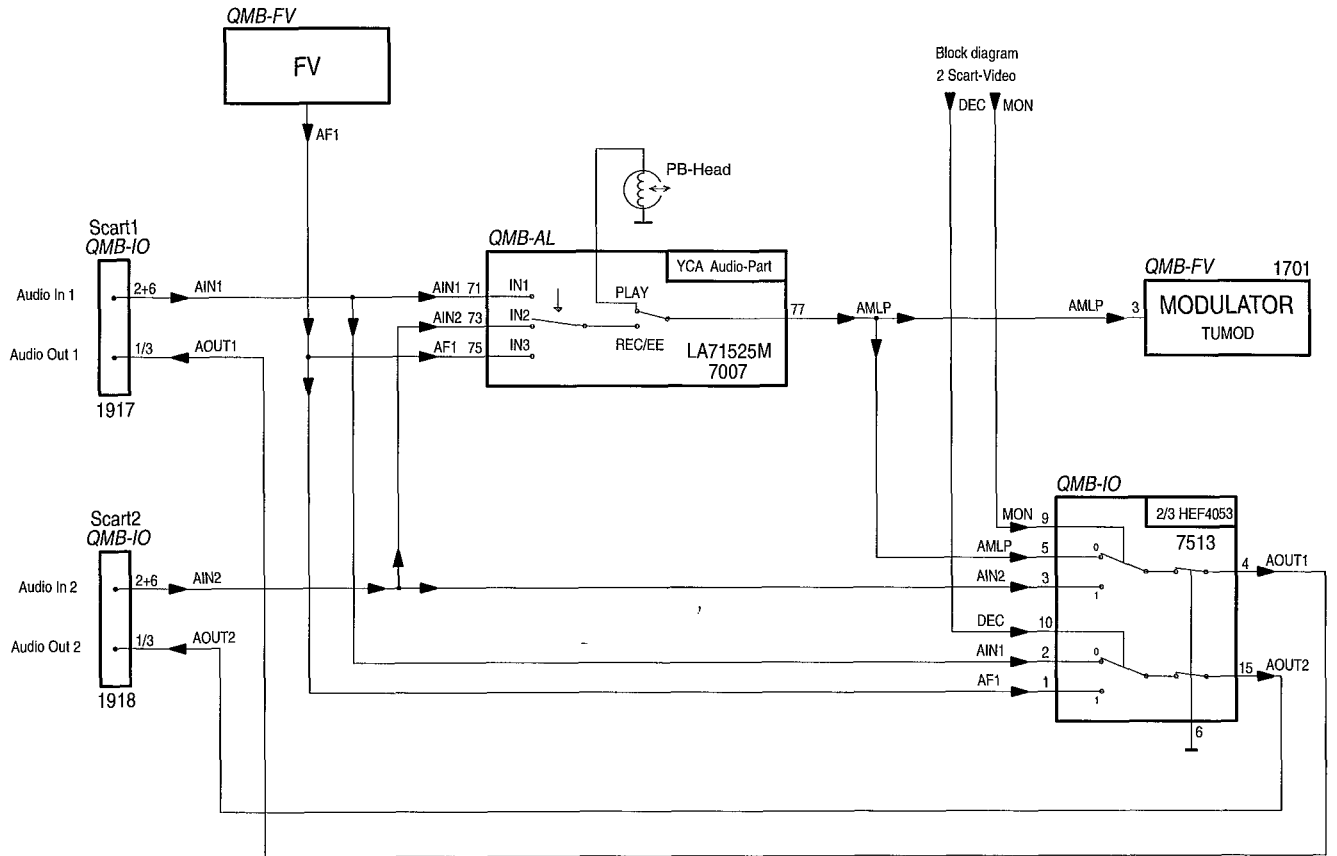 QMB-FV
FV
AF1
Block diagram
2 Scart-Video
DEC
MON
PB-Head
Scart1
QMB-IO
Audio In 1
2+6
AIN1
Audio Out 1
1/3
AOUT1
1917
QMB-AL
YCA Audio-Part
AIN1 71
IN1
AIN2 73
IN2
AF1 75
IN3
PLAY
REC/EE
LA71525M
7007
77
AMLP
QMB-FV
1701
AMLP
3
MODULATOR
TUMOD
Scart2
QMB-IO
Audio In 2
2+6
AIN2
Audio Out 2
1/3
AOUT2
1918
QMB-IO
2/3 HEF4053
7513
MON 9
AMLP 5
0
AIN2 3
1
4
AOUT1
DEC 10
AIN1 2
0
AF1 1
1
15
AOUT2
6